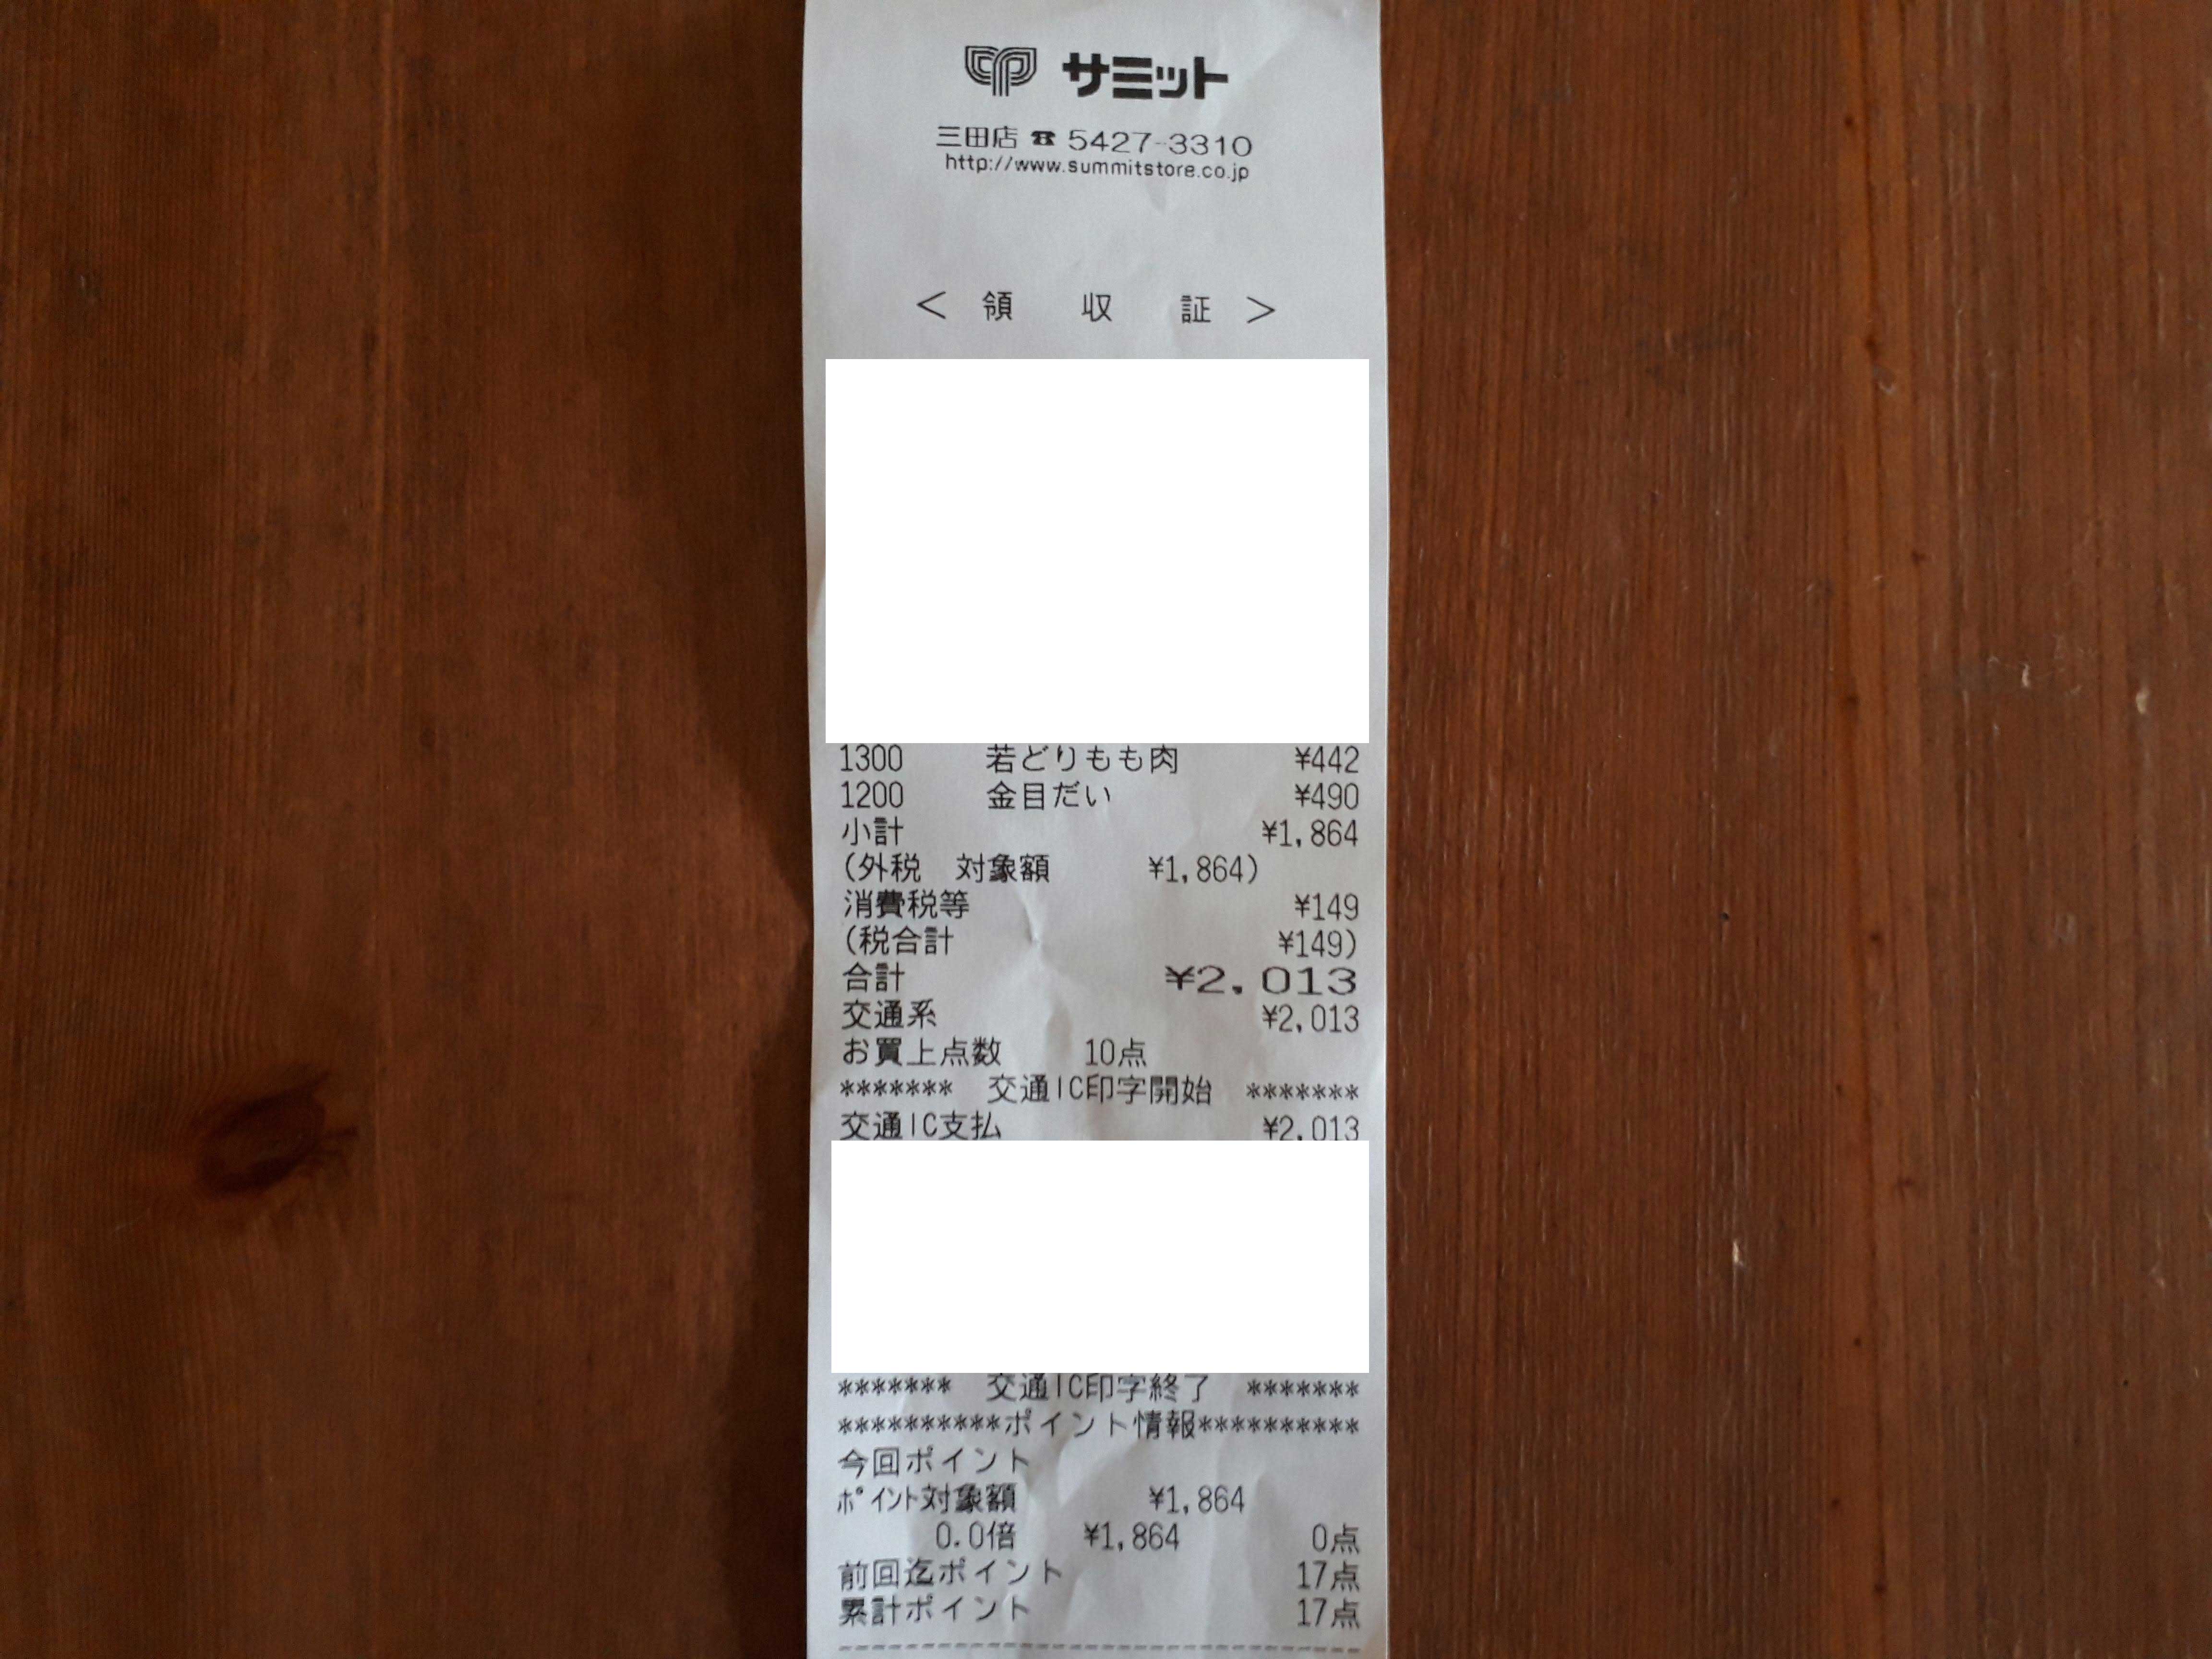 サミット
三田店 ☎ 5427-3310
http://www.summitstore.co.jp
< 領 収 証 >
1300 若どりもも肉 ¥442
1200 金目だい ¥490
小計 ¥1,864
(外税 対象額 ¥1,864)
消費税等 ¥149
(税合計 ¥149)
合計 ¥2,013
交通系 ¥2,013
お買上点数 10点
******* 交通IC印字開始 *******
交通IC支払 ¥2,013
******* 交通IC印字終了 *******
**********ポイント情報**********
今回ポイント
ﾎﾟｲﾝﾄ対象額 ¥1,864
0.0倍 ¥1,864 0点
前回迄ポイント 17点
累計ポイント 17点
--------------------------------